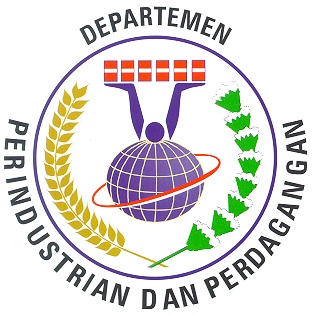 DEPARTEMEN
PERINDUSTRIAN DAN PERDAGANGAN